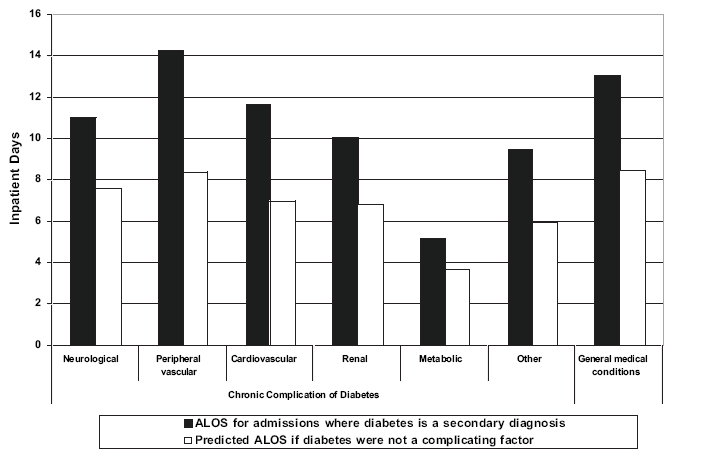 16
14
12
10
8
6
4
2
0
Inpatient Days
Neurological
Peripheral
vascular
Cardiovascular
Renal
Metabolic
Other
General medical
conditions
Chronic Complication of Diabetes
ALOS for admissions where diabetes is a secondary diagnosis
Predicted ALOS if diabetes were not a complicating factor